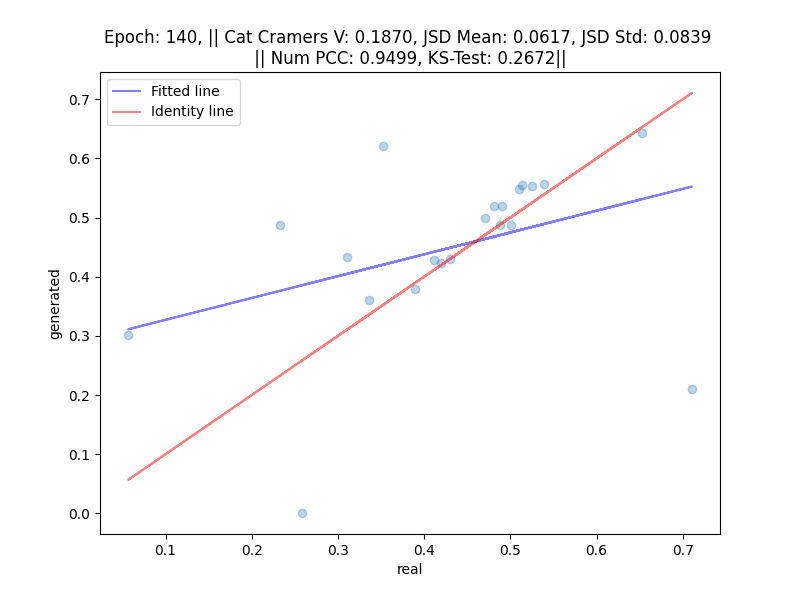 Epoch: 140, || Cat Cramers V: 0.1870, JSD Mean: 0.0617, JSD Std: 0.0839
|| Num PCC: 0.9499, KS-Test: 0.2672||
Fitted line
Identity line
generated
0.7
0.6
0.5
0.4
0.3
0.2
0.1
0.0
0.1 0.2 0.3 0.4 0.5 0.6 0.7
real